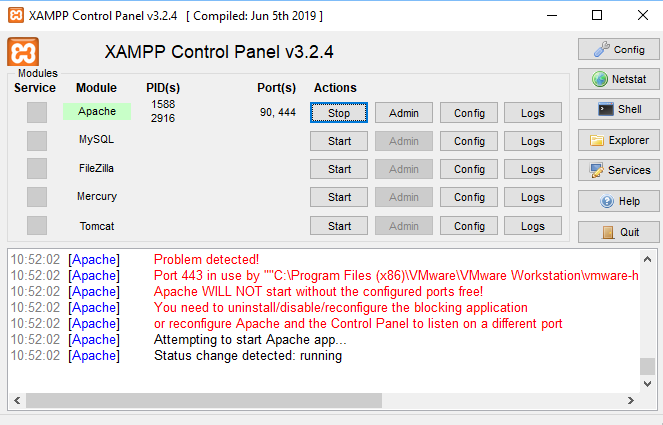 XAMPP Control Panel v3.2.4 [ Compiled: Jun 5th 2019 ]
XAMPP Control Panel v3.2.4
Config
Modules
Service Module PID(s) Port(s) Actions
Netstat
Apache 1588 2916 90, 444 Stop Admin Config Logs
Shell
MySQL Start Admin Config Logs
Explorer
FileZilla Start Admin Config Logs
Services
Mercury Start Admin Config Logs
Help
Tomcat Start Admin Config Logs
Quit
10:52:02 [Apache] Problem detected!
10:52:02 [Apache] Port 443 in use by ""C:\Program Files (x86)\VMware\VMware Workstation\vmware-h
10:52:02 [Apache] Apache WILL NOT start without the configured ports free!
10:52:02 [Apache] You need to uninstall/disable/reconfigure the blocking application
10:52:02 [Apache] or reconfigure Apache and the Control Panel to listen on a different port
10:52:02 [Apache] Attempting to start Apache app...
10:52:02 [Apache] Status change detected: running